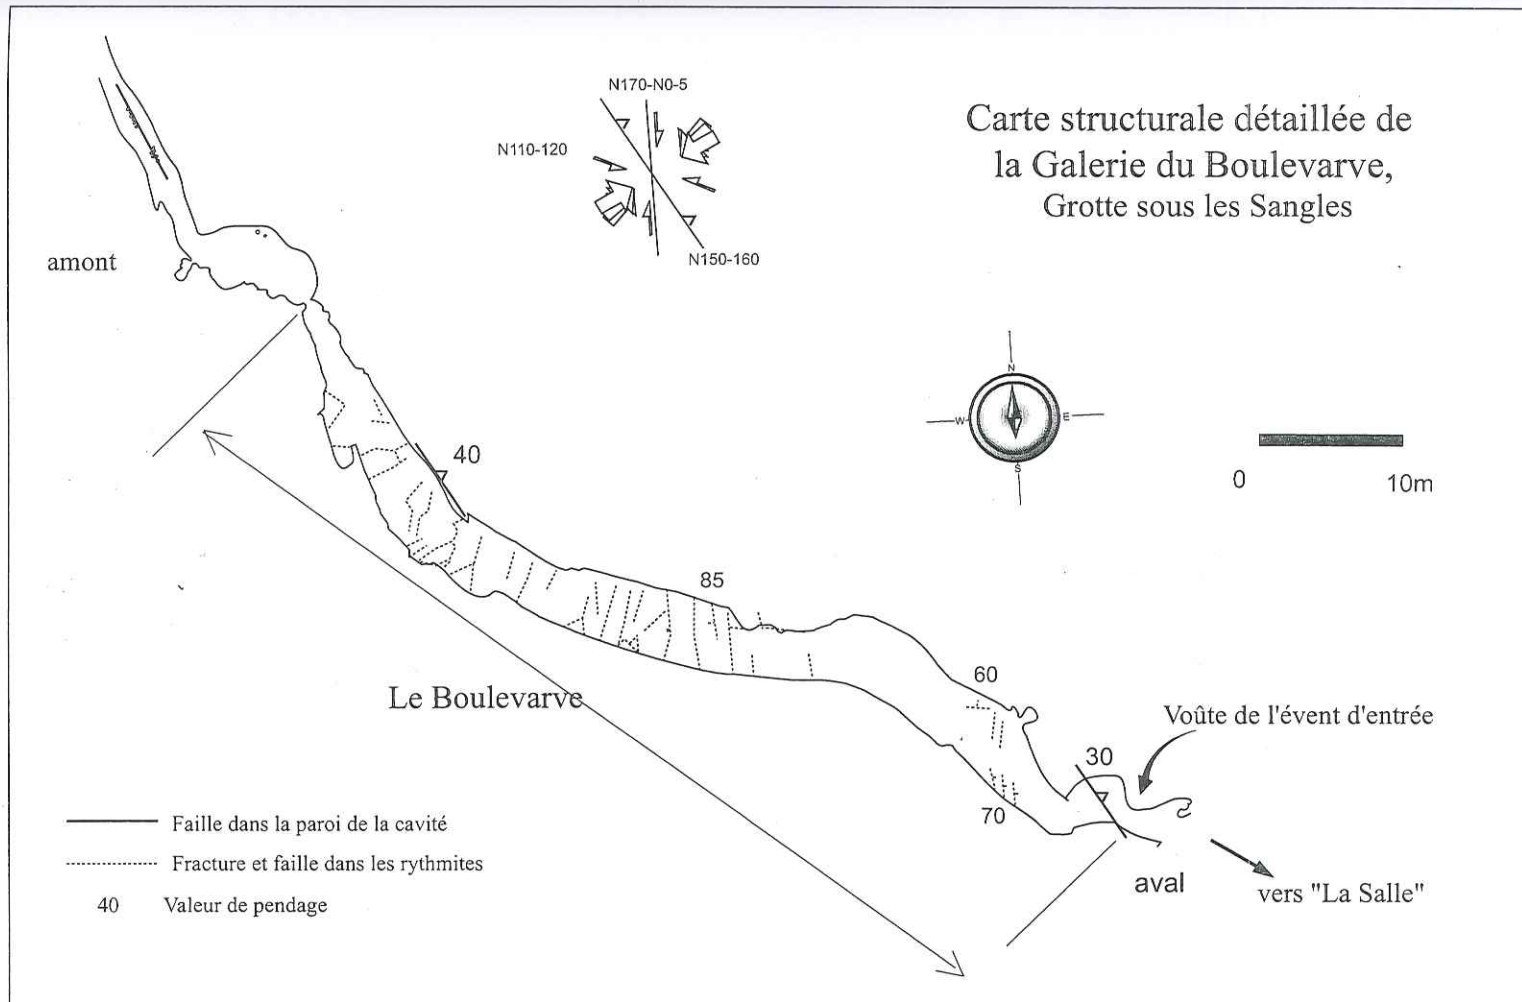 N170-N0-5
N110-120
N150-160
Carte structurale détaillée de
la Galerie du Boulevarve,
Grotte sous les Sangles
amont
N
W
E
S
0
10m
40
85
Le Boulevarve
60
Voûte de l'évent d'entrée
30
70
aval
vers "La Salle"
Faille dans la paroi de la cavité
Fracture et faille dans les rythmites
40 Valeur de pendage